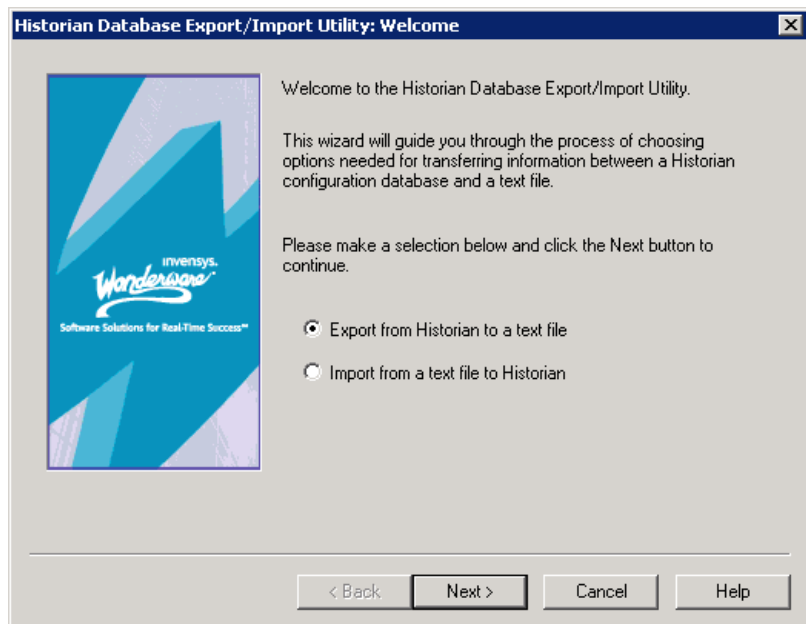 Historian Database Export/Import Utility: Welcome
Welcome to the Historian Database Export/Import Utility.
This wizard will guide you through the process of choosing
options needed for transferring information between a Historian
configuration database and a text file.
Please make a selection below and click the Next button to
continue.
invensys.
Wonderware
Software Solutions for Real-Time Success™
Export from Historian to a text file
Import from a text file to Historian
< Back
Next >
Cancel
Help